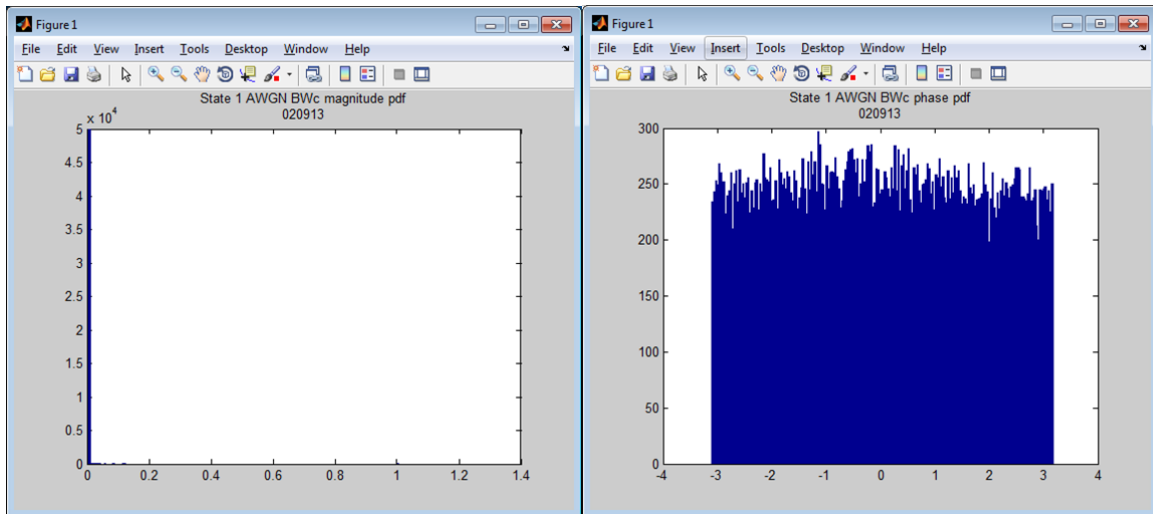 Figure 1
File Edit View Insert Tools Desktop Window Help
State 1 AWGN BWc magnitude pdf
020913
x 10^4
5
4.5
4
3.5
3
2.5
2
1.5
1
0.5
0
0 0.2 0.4 0.6 0.8 1 1.2 1.4
Figure 1
File Edit View Insert Tools Desktop Window Help
State 1 AWGN BWc phase pdf
020913
300
250
200
150
100
50
0
-4 -3 -2 -1 0 1 2 3 4